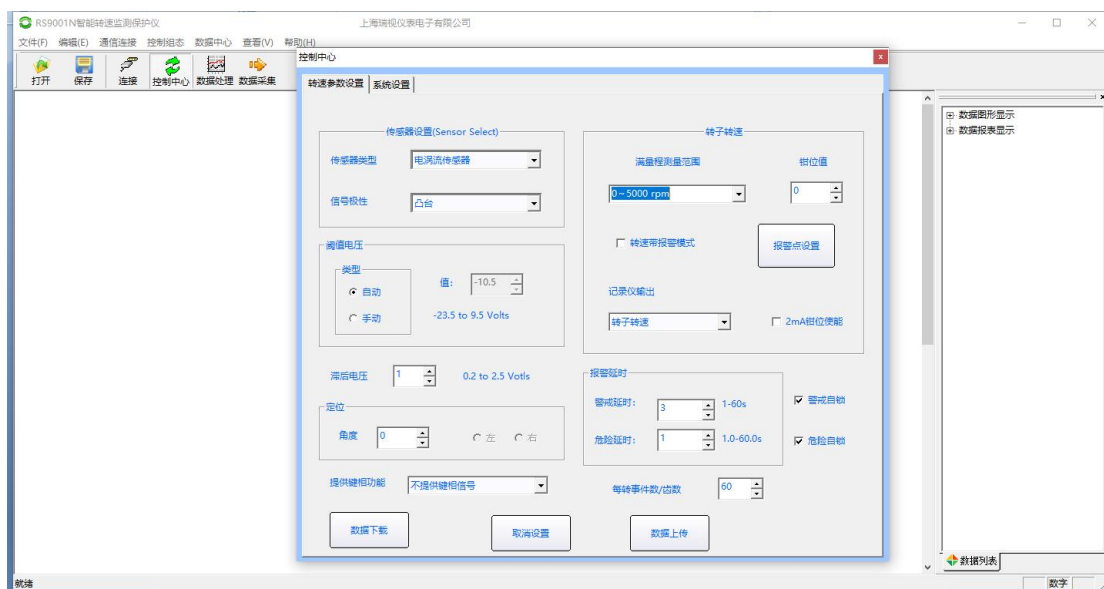 RS9001N智能转速监测保护仪 上海瑞视仪表电子有限公司
文件(F) 编辑(E) 通信连接 控制组态 数据中心 查看(V) 帮助(H)
打开 保存 连接 控制中心 数据处理 数据采集
控制中心
转速参数设置 系统设置
传感器设置(Sensor Select)
传感器类型 电涡流传感器
信号极性 凸台
阈值电压
类型
自动
手动
值: -10.5
-23.5 to 9.5 Volts
滞后电压 1 0.2 to 2.5 Votls
定位
角度 0 左 右
提供键相功能 不提供键相信号
数据下载 取消设置 数据上传
转子转速
满量程测量范围 钳位值
0~5000 rpm 0
转速带报警模式 报警点设置
记录仪输出
转子转速 2mA钳位使能
报警延时
警戒延时: 3 1-60s 警戒自锁
危险延时: 1 1.0-60.0s 危险自锁
每转事件数/齿数 60
数据图形显示
数据报表显示
数据列表
就绪 数字